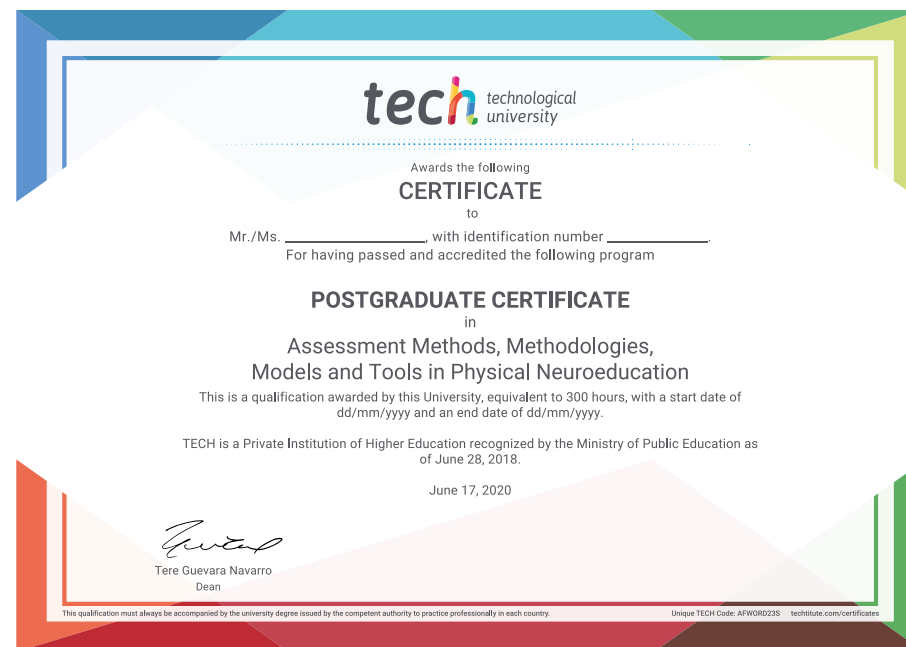 tech technological
university
Awards the following
CERTIFICATE
to
Mr./Ms. ____________________, with identification number ______________.
For having passed and accredited the following program
POSTGRADUATE CERTIFICATE
in
Assessment Methods, Methodologies,
Models and Tools in Physical Neuroeducation
This is a qualification awarded by this University, equivalent to 300 hours, with a start date of
dd/mm/yyyy and an end date of dd/mm/yyyy.
TECH is a Private Institution of Higher Education recognized by the Ministry of Public Education as
of June 28, 2018.
June 17, 2020
Tere Guevara Navarro
Dean
This qualification must always be accompanied by the university degree issued by the competent authority to practice professionally in each country.
Unique TECH Code: AFWORD23S techtitute.com/certificates